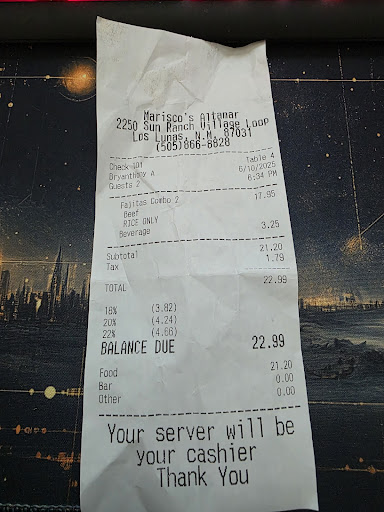 Marisco's Altamar
2250 Sun Ranch Village Loop
Los Lunas, N.M. 87031
(505)866-6828
Check-101 Table 4
Bryanthony A 6/10/2025
Guests 2 6:34 PM
Fajitas Combo 2 17.95
Beef
RICE ONLY
Beverage 3.25
Subtotal 21.20
Tax 1.79
TOTAL 22.99
18% (3.82)
20% (4.24)
22% (4.66)
BALANCE DUE 22.99
Food 21.20
Bar 0.00
Other 0.00
Your server will be
your cashier
Thank You